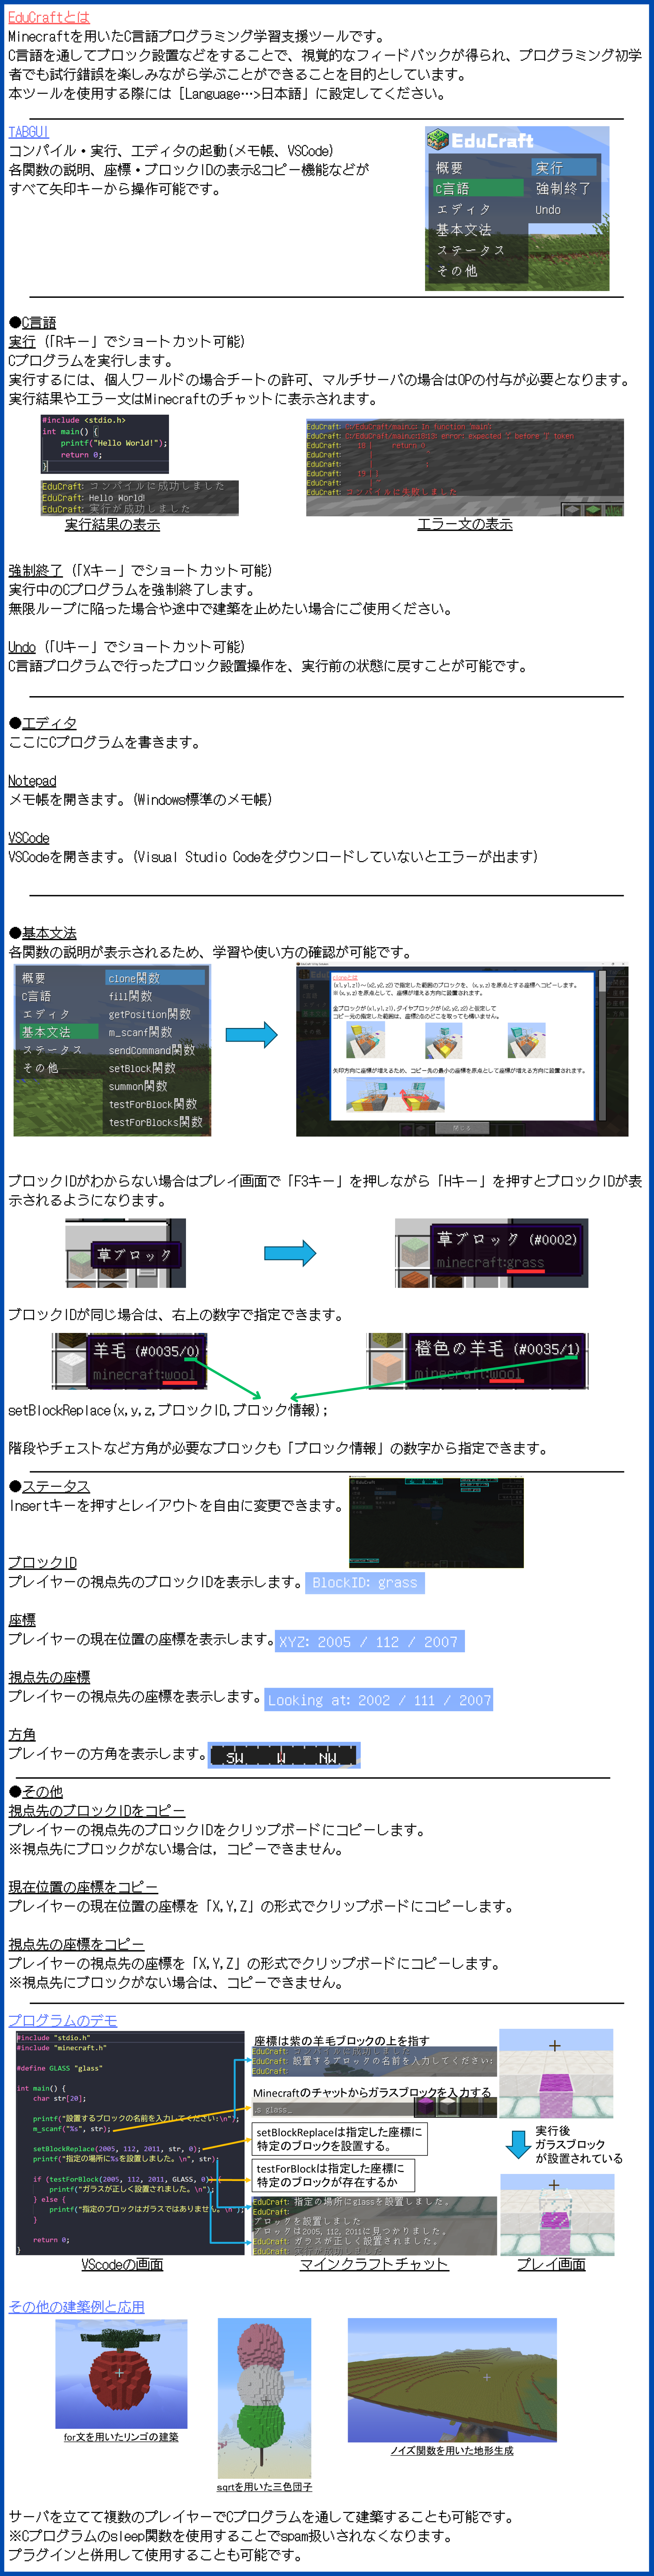 EduCraftとは
Minecraftを用いたC言語プログラミング学習支援ツールです。
C言語を通してブロック設置などをすることで、視覚的なフィードバックが得られ、プログラミング初学
者でも試行錯誤を楽しみながら学ぶことができることを目的としています。
本ツールを使用する際には [Language…>日本語] に設定してください。
TABGUI
コンパイル・実行、エディタの起動(メモ帳、VSCode)
各関数の説明、座標・ブロックIDの表示&コピー機能などが
すべて矢印キーから操作可能です。
EduCraft
概要
C言語
エディタ
基本文法
ステータス
その他
実行
強制終了
Undo
●C言語
実行 (「Rキー」でショートカット可能)
Cプログラムを実行します。
実行するには、個人ワールドの場合チートの許可、マルチサーバの場合はOPの付与が必要となります。
実行結果やエラー文はMinecraftのチャットに表示されます。
#include <stdio.h>
int main() {
printf("Hello World!");
return 0;
}
EduCraft: コンパイルに成功しました
EduCraft: Hello World!
EduCraft: 実行が成功しました
実行結果の表示
EduCraft: コンパイルに失敗しました
エラー文の表示
強制終了 (「Xキー」でショートカット可能)
実行中のCプログラムを強制終了します。
無限ループに陥った場合や途中で建築を止めたい場合にご使用ください。
Undo (「Uキー」でショートカット可能)
C言語プログラムで行ったブロック設置操作を、実行前の状態に戻すことが可能です。
●エディタ
ここにCプログラムを書きます。
Notepad
メモ帳を開きます。(Windows標準のメモ帳)
VSCode
VSCodeを開きます。(Visual Studio Codeをダウンロードしていないとエラーが出ます)
●基本文法
各関数の説明が表示されるため、学習や使い方の確認が可能です。
概要
C言語
エディタ
基本文法
ステータス
その他
clone関数
fill関数
getPosition関数
m_scanf関数
sendCommand関数
setBlock関数
summon関数
testForBlock関数
testForBlocks関数
cloneとは
矢印方向に座標が増えるため、コピー先の最小の座標を原点として座標が増える方向に設置されます。
閉じる
ブロックIDがわからない場合はプレイ画面で「F3キー」を押しながら「Hキー」を押すとブロックIDが表
示されるようになります。
草ブロック
草ブロック (#0002)
minecraft:grass
ブロックIDが同じ場合は、右上の数字で指定できます。
羊毛 (#0035/0)
minecraft:wool
橙色の羊毛 (#0035/1)
minecraft:wool
setBlockReplace(x,y,z,ブロックID,ブロック情報);
階段やチェストなど方角が必要なブロックも「ブロック情報」の数字から指定できます。
●ステータス
Insertキーを押すとレイアウトを自由に変更できます。
ブロックID
プレイヤーの視点先のブロックIDを表示します。 BlockID: grass
座標
プレイヤーの現在位置の座標を表示します。 XYZ: 2005 / 112 / 2007
視点先の座標
プレイヤーの視点先の座標を表示します。 Looking at: 2002 / 111 / 2007
方角
プレイヤーの方角を表示します。 SW W NW
●その他
視点先のブロックIDをコピー
プレイヤーの視点先のブロックIDをクリップボードにコピーします。
※視点先にブロックがない場合は, コピーできません。
現在位置の座標をコピー
プレイヤーの現在位置の座標を「X,Y,Z」の形式でクリップボードにコピーします。
視点先の座標をコピー
プレイヤーの視点先の座標を「X,Y,Z」の形式でクリップボードにコピーします。
※視点先にブロックがない場合は、コピーできません。
プログラムのデモ
#include "stdio.h"
#include "minecraft.h"
#define GLASS "glass"
int main() {
char str[20];
printf("設置するブロックの名前を入力してください:\n");
m_scanf("%s", str);
setBlockReplace(2005, 112, 2011, str, 0);
printf("指定の場所に%sを設置しました。\n", str);
if (testForBlock(2005, 112, 2011, GLASS, 0)) {
printf("ガラスが正しく設置されました。\n");
} else {
printf("指定のブロックはガラスではありません。\n");
}
return 0;
}
VScodeの画面
座標は紫の羊毛ブロックの上を指す
EduCraft: コンパイルに成功しました
EduCraft: 設置するブロックの名前を入力してください:
EduCraft:
Minecraftのチャットからガラスブロックを入力する
.s glass_
setBlockReplaceは指定した座標に
特定のブロックを設置する。
testForBlockは指定した座標に
特定のブロックが存在するか
EduCraft: 指定の場所にglassを設置しました。
EduCraft:
ブロックを設置しました
ブロックは2005, 112, 2011に見つかりました。
EduCraft: ガラスが正しく設置されました。
EduCraft: 実行が成功しました
マインクラフトチャット
実行後
ガラスブロック
が設置されている
プレイ画面
その他の建築例と応用
for文を用いたリンゴの建築
sqrtを用いた三色団子
ノイズ関数を用いた地形生成
サーバを立てて複数のプレイヤーでCプログラムを通して建築することも可能です。
※Cプログラムのsleep関数を使用することでspam扱いされなくなります。
プラグインと併用して使用することも可能です。